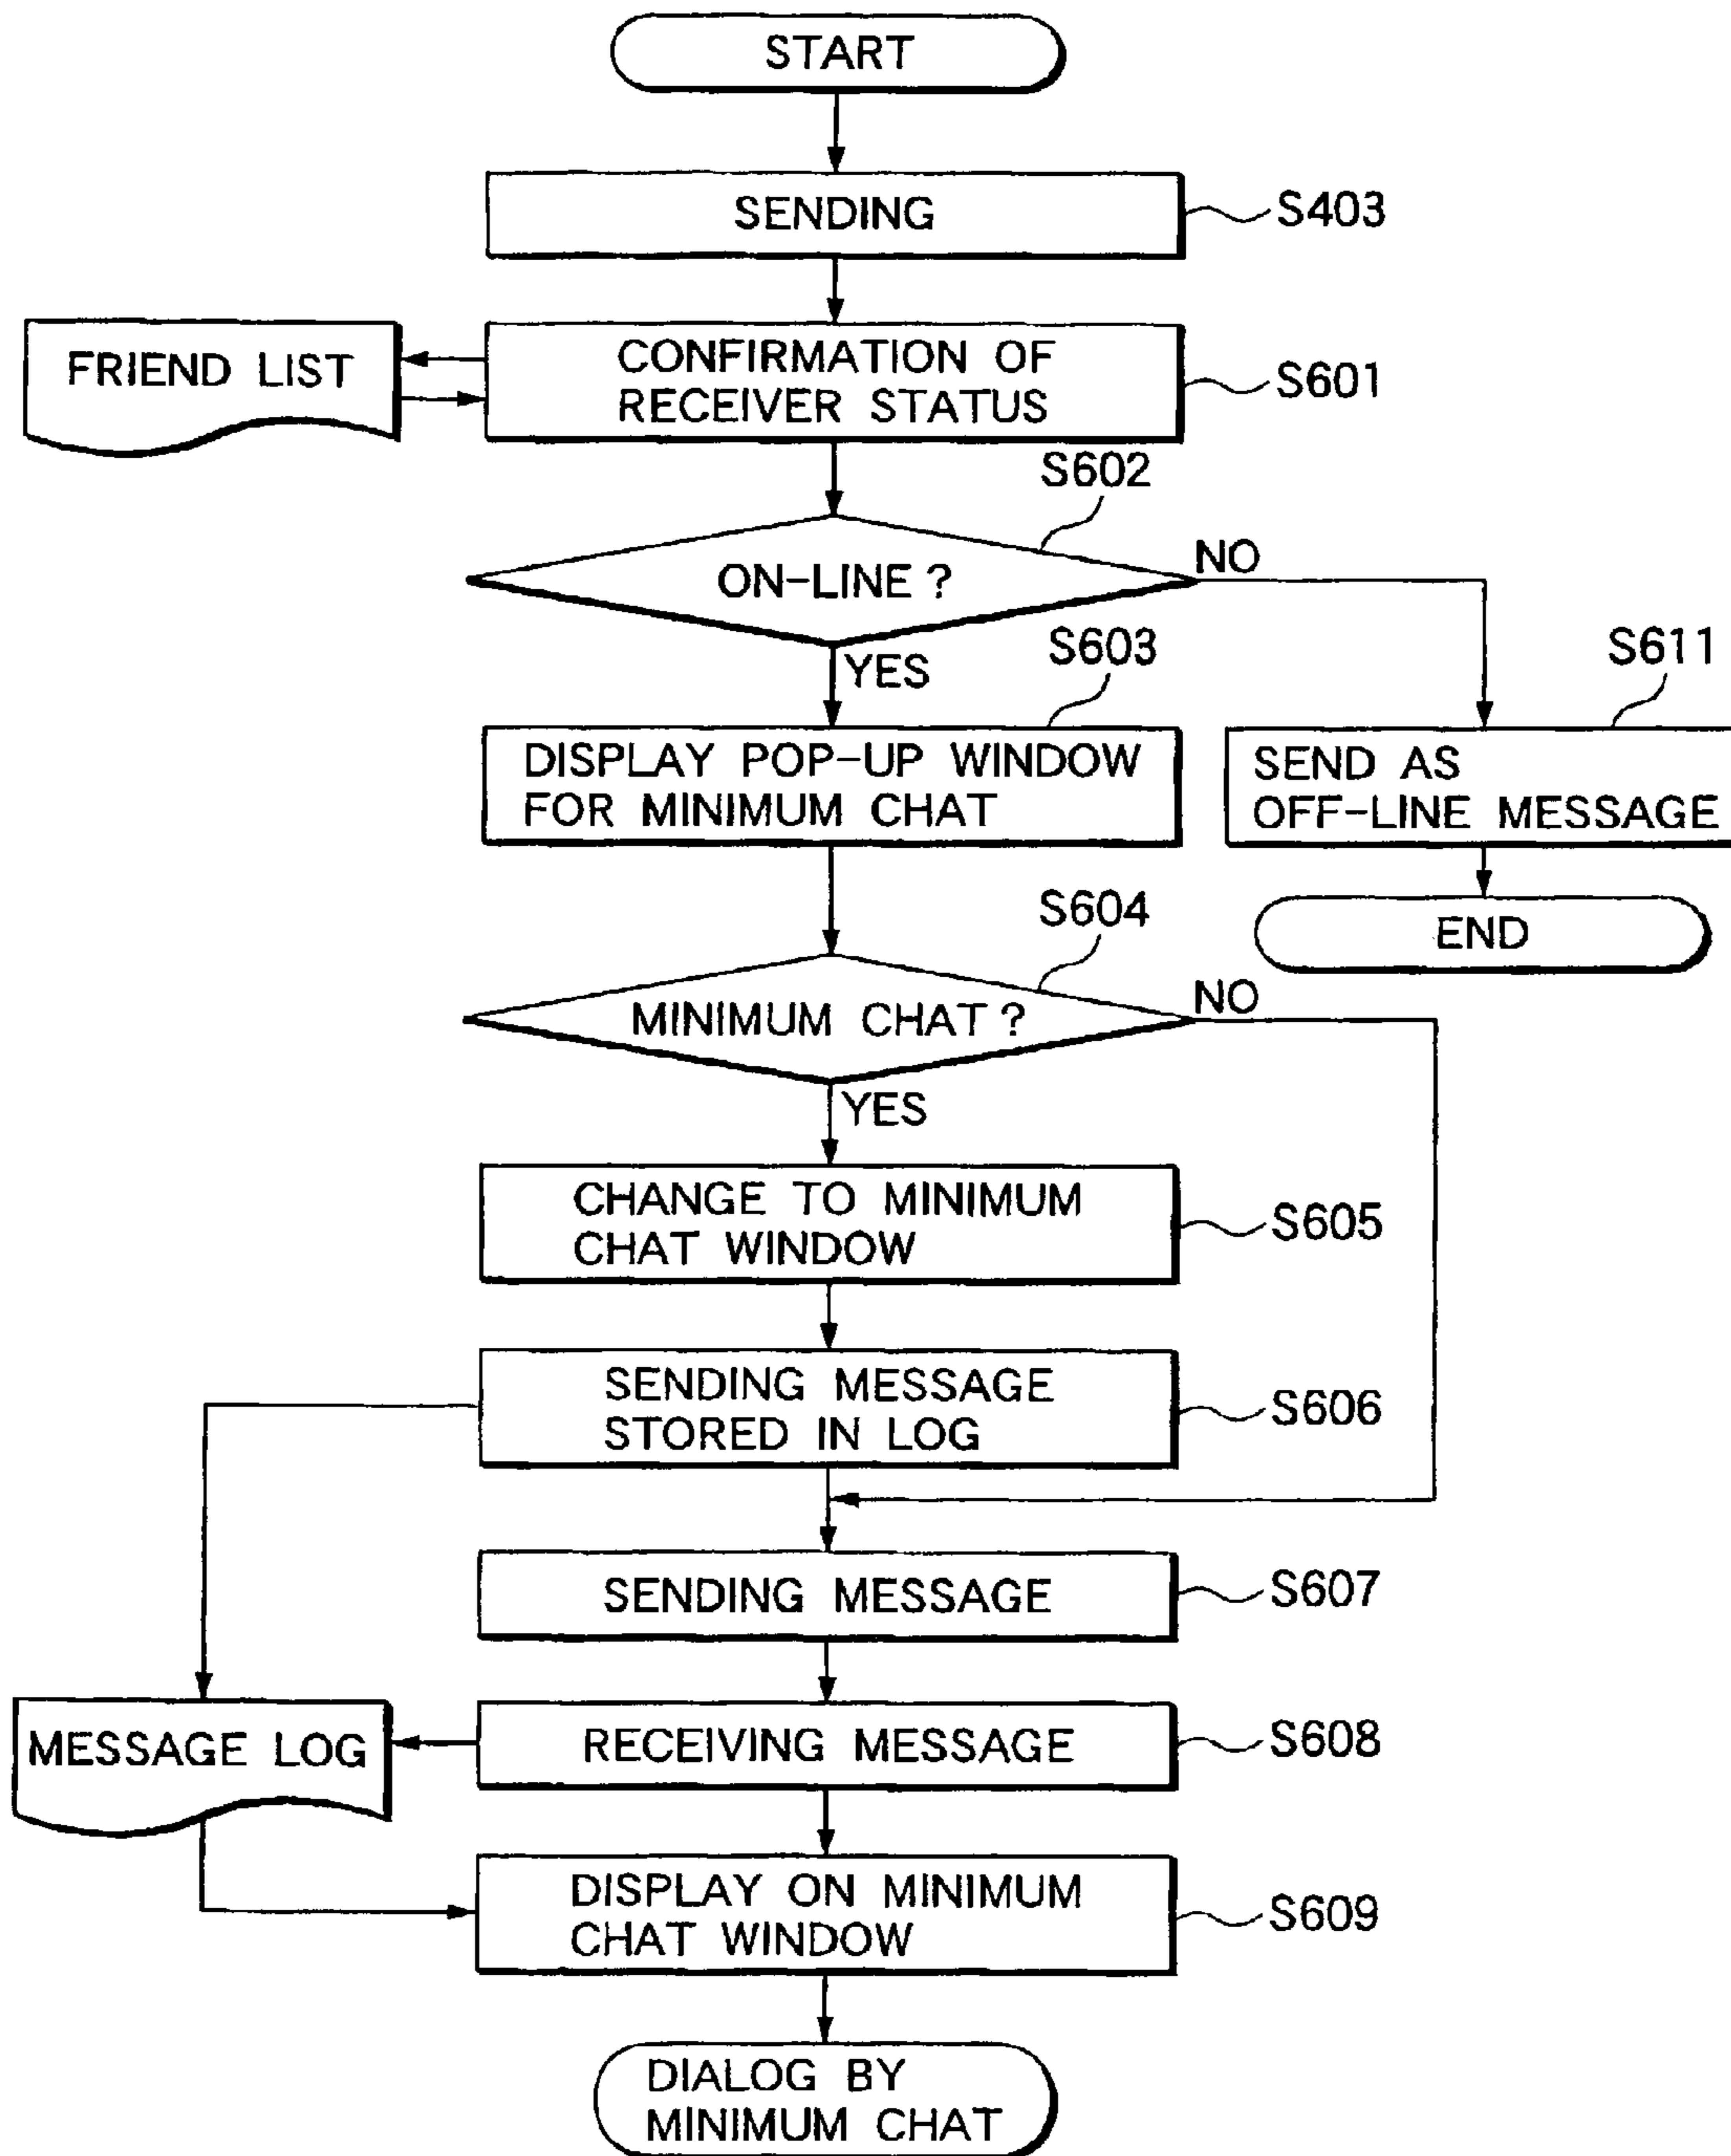 START
SENDING
S403
FRIEND LIST
CONFIRMATION OF
RECEIVER STATUS
S601
S602
ON-LINE ?
NO
YES
S603
S611
DISPLAY POP-UP WINDOW
FOR MINIMUM CHAT
SEND AS
OFF-LINE MESSAGE
END
S604
MINIMUM CHAT ?
NO
YES
CHANGE TO MINIMUM
CHAT WINDOW
S605
SENDING MESSAGE
STORED IN LOG
S606
SENDING MESSAGE
S607
MESSAGE LOG
RECEIVING MESSAGE
S608
DISPLAY ON MINIMUM
CHAT WINDOW
S609
DIALOG BY
MINIMUM CHAT